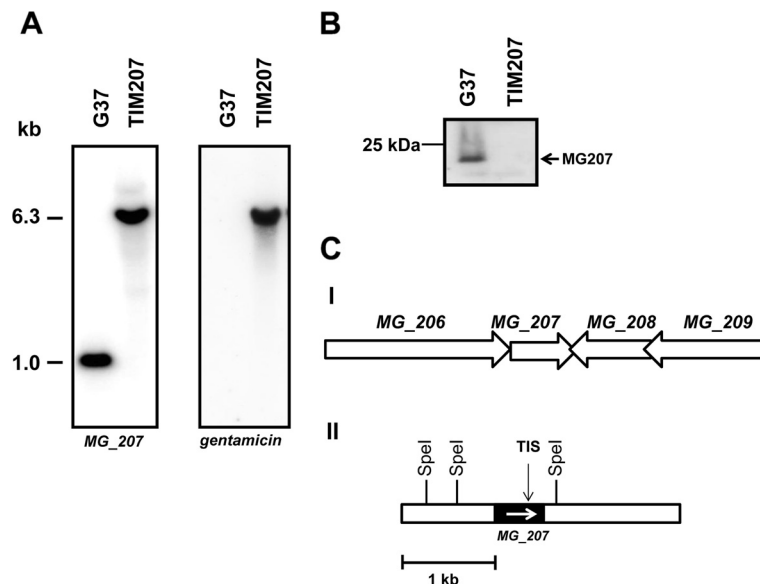 A
G37
TIM207
G37
TIM207
kb
6.3
1.0
MG_207
gentamicin
B
G37
TIM207
25 kDa
MG207
C
I
MG_206
MG_207
MG_208
MG_209
II
SpeI
SpeI
TIS
SpeI
MG_207
1 kb